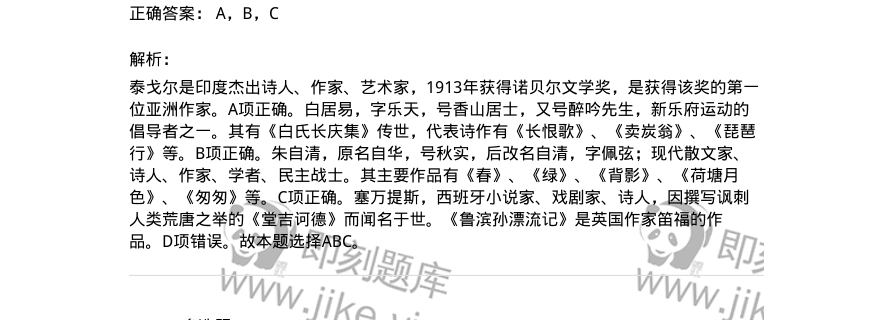 正确答案： A，B，C
解析：
泰戈尔是印度杰出诗人、作家、艺术家，1913年获得诺贝尔文学奖，是获得该奖的第一
位亚洲作家。A项正确。白居易，字乐天，号香山居士，又号醉吟先生，新乐府运动的
倡导者之一。其有《白氏长庆集》传世，代表诗作有《长恨歌》、《卖炭翁》、《琵琶
行》等。B项正确。朱自清，原名自华，号秋实，后改名自清，字佩弦；现代散文家、
诗人、作家、学者、民主战士。其主要作品有《春》、《绿》、《背影》、《荷塘月
色》、《匆匆》等。C项正确。塞万提斯，西班牙小说家、戏剧家、诗人，因撰写讽刺
人类荒唐之举的《堂吉诃德》而闻名于世。《鲁滨孙漂流记》是英国作家笛福的作
品。D项错误。故本题选择ABC。
即刻题库
www.jike.
即刻
www.ji